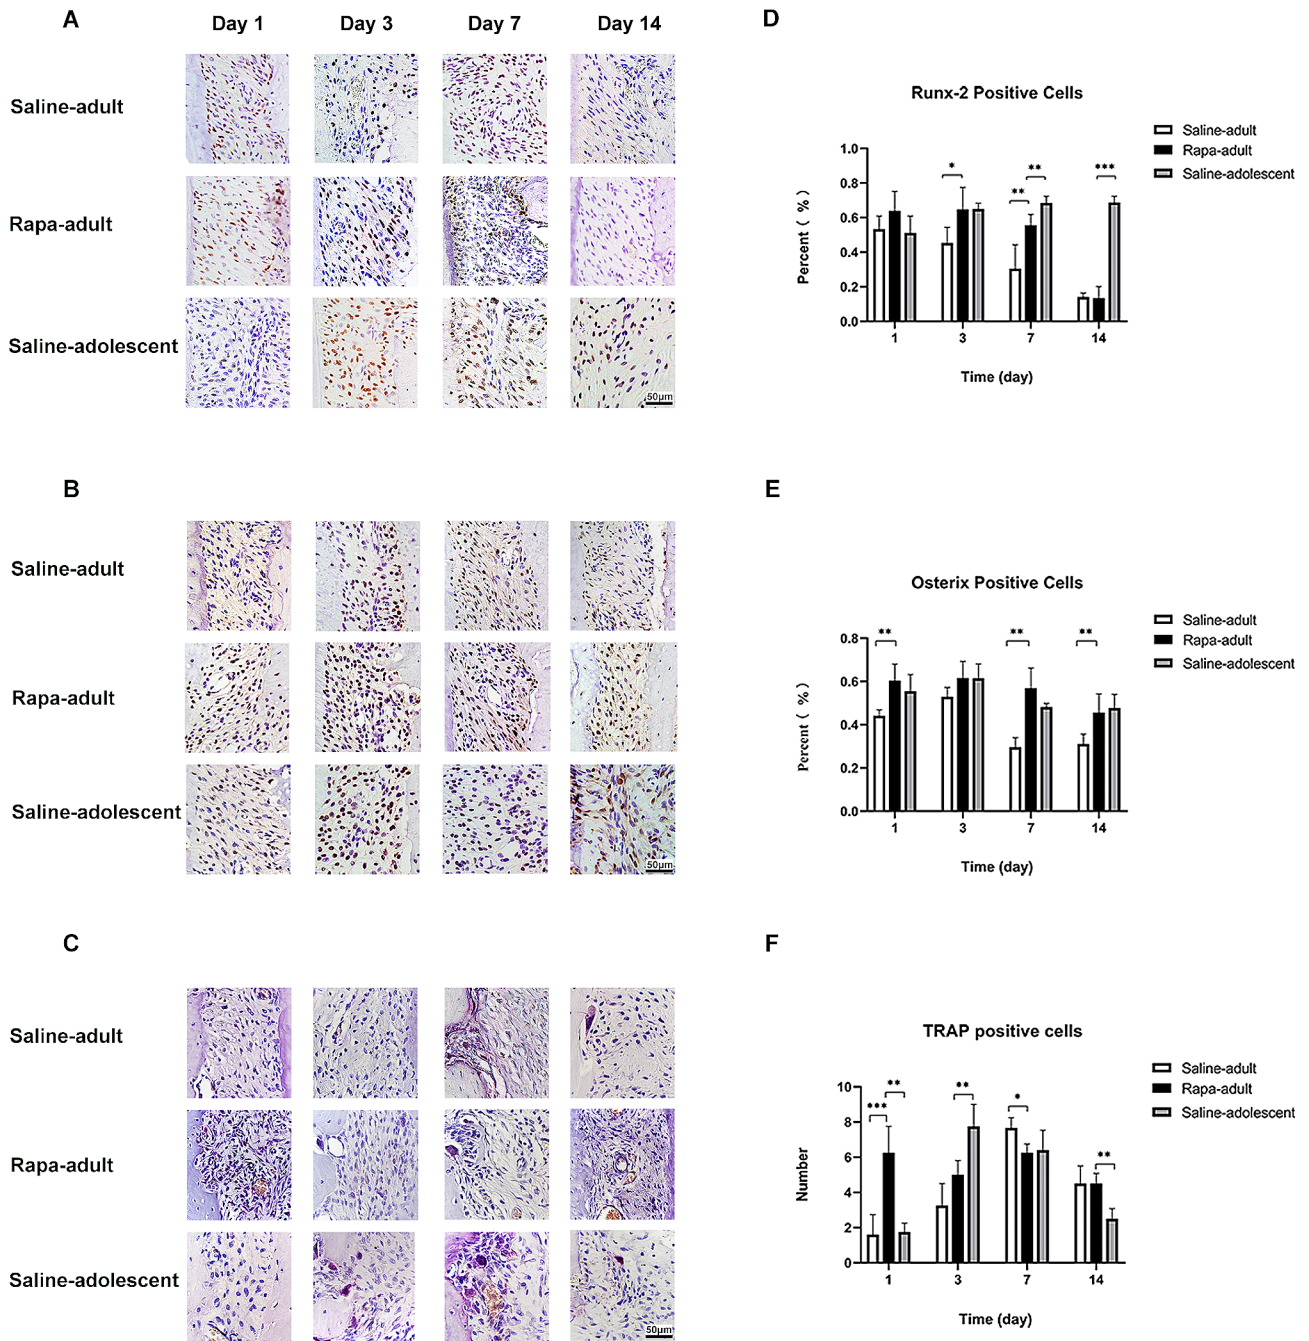 A
Day 1
Day 3
Day 7
Day 14
Saline-adult
Rapa-adult
Saline-adolescent
50μm
B
Saline-adult
Rapa-adult
Saline-adolescent
50μm
C
Saline-adult
Rapa-adult
Saline-adolescent
50μm
D
Runx-2 Positive Cells
Saline-adult
Rapa-adult
Saline-adolescent
Percent ( %)
1.0
0.8
0.6
0.4
0.2
0.0
*
**
**
***
1 3 7 14
Time (day)
E
Osterix Positive Cells
Saline-adult
Rapa-adult
Saline-adolescent
Percent ( %)
0.8
0.6
0.4
0.2
0.0
**
**
**
1 3 7 14
Time (day)
F
TRAP positive cells
Saline-adult
Rapa-adult
Saline-adolescent
Number
10
8
6
4
2
0
***
**
**
*
**
1 3 7 14
Time (day)